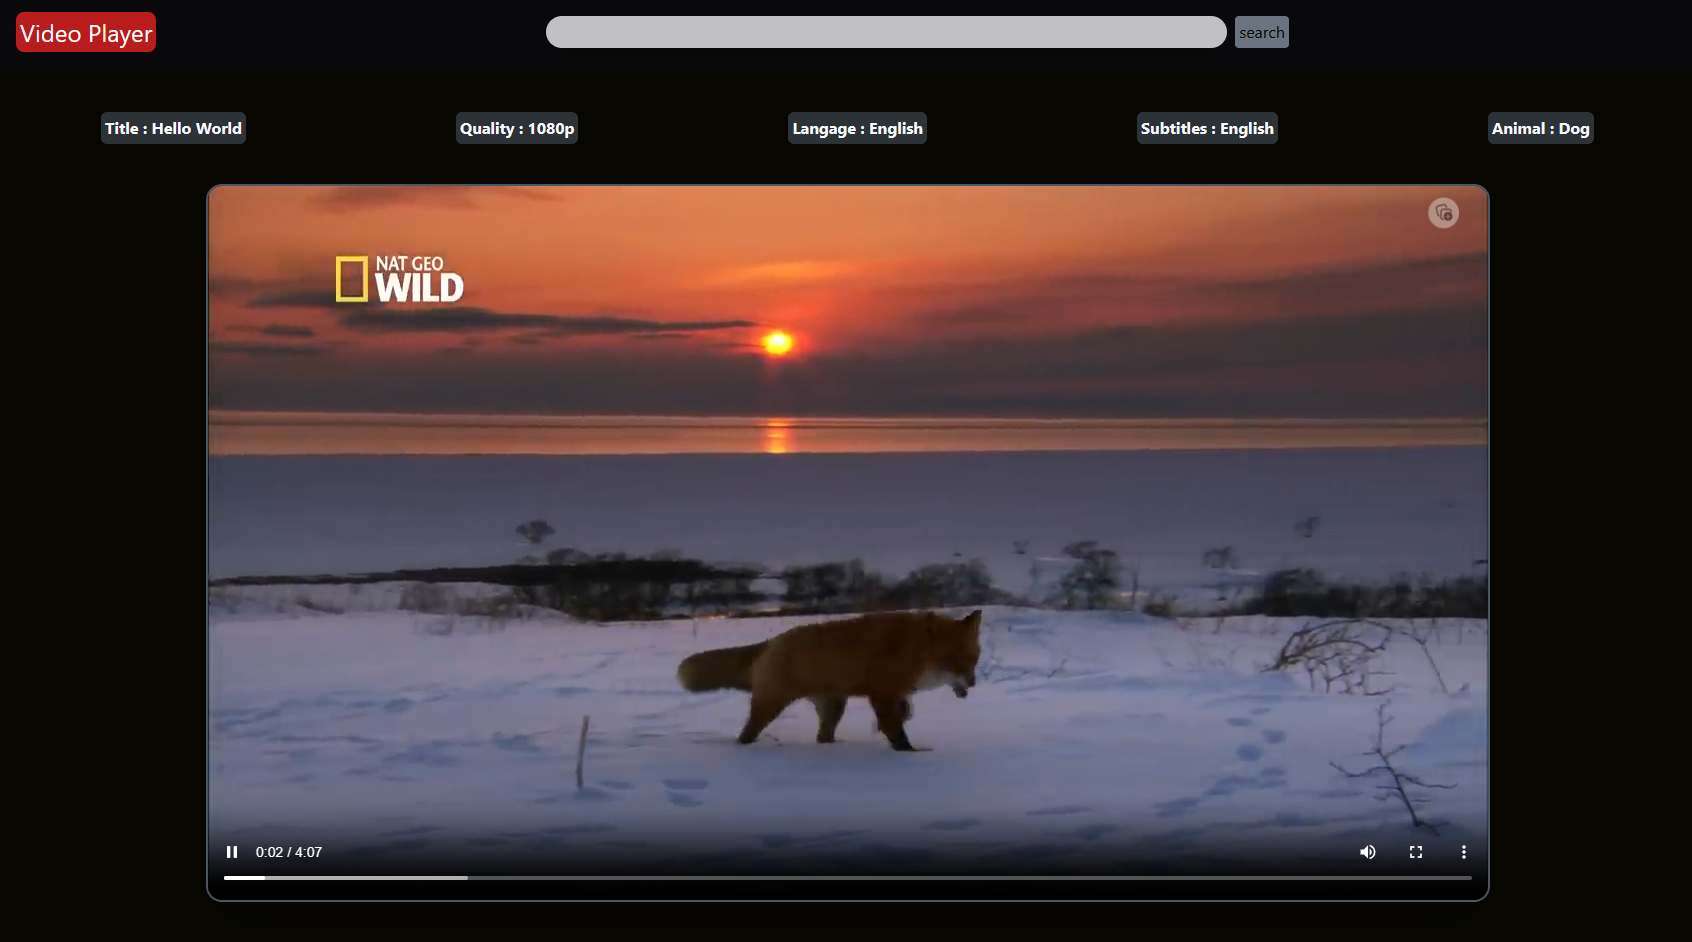 Video Player
search
Title : Hello World
Quality : 1080p
Langage : English
Subtitles : English
Animal : Dog
NAT GEO
WILD
0:02 / 4:07